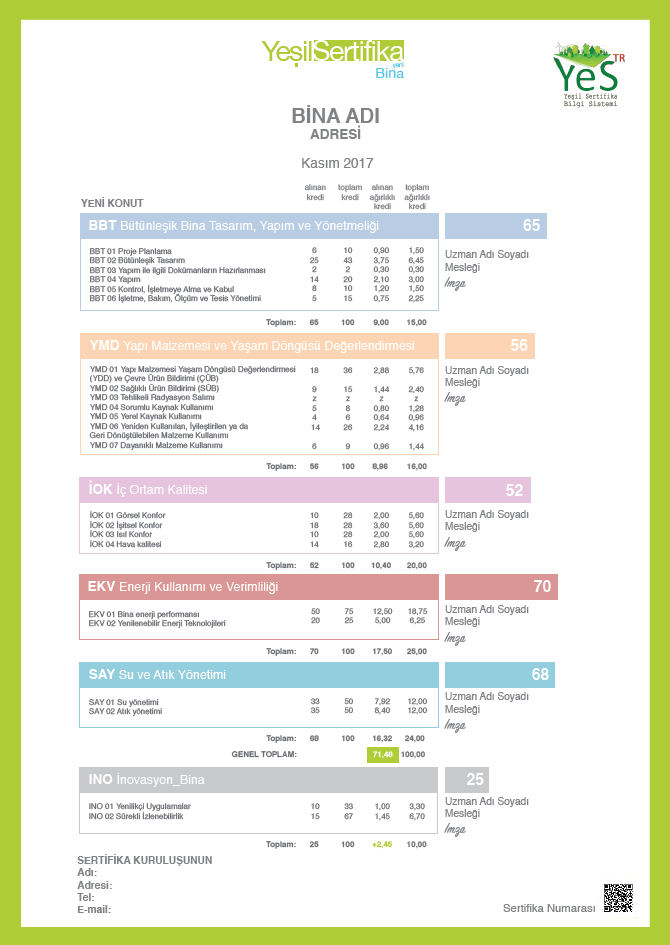 YeşilSertifika
yeni
Bina
YeS TR
Yeşil Sertifika
Bilgi Sistemi
BİNA ADI
ADRESİ
Kasım 2017
YENİ KONUT
alınan kredi toplam kredi alınan ağırlıklı kredi toplam ağırlıklı kredi
BBT Bütünleşik Bina Tasarım, Yapım ve Yönetmeliği 65
BBT 01 Proje Planlama 6 10 0,90 1,50
BBT 02 Bütünleşik Tasarım 25 43 3,75 6,45
BBT 03 Yapım ile ilgili Dokümanların Hazırlanması 2 2 0,30 0,30
BBT 04 Yapım 14 20 2,10 3,00
BBT 05 Kontrol, İşletmeye Alma ve Kabul 8 10 1,20 1,50
BBT 06 İşletme, Bakım, Ölçüm ve Tesis Yönetimi 5 15 0,75 2,25
Uzman Adı Soyadı
Mesleği
İmza
Toplam: 65 100 9,00 15,00
YMD Yapı Malzemesi ve Yaşam Döngüsü Değerlendirmesi 56
YMD 01 Yapı Malzemesi Yaşam Döngüsü Değerlendirmesi 18 36 2,88 5,76
(YDD) ve Çevre Ürün Bildirimi (ÇÜB)
YMD 02 Sağlıklı Ürün Bildirimi (SÜB) 9 15 1,44 2,40
YMD 03 Tehlikeli Radyasyon Salımı z z z z
YMD 04 Sorumlu Kaynak Kullanımı 5 8 0,80 1,28
YMD 05 Yerel Kaynak Kullanımı 4 6 0,64 0,96
YMD 06 Yeniden Kullanılan, İyileştirilen ya da 14 26 2,24 4,16
Geri Dönüştülebilen Malzeme Kullanımı
YMD 07 Dayanıklı Malzeme Kullanımı 6 9 0,96 1,44
Uzman Adı Soyadı
Mesleği
İmza
Toplam: 56 100 8,96 16,00
İOK İç Ortam Kalitesi 52
İOK 01 Görsel Konfor 10 28 2,00 5,60
İOK 02 İşitsel Konfor 18 28 3,60 5,60
İOK 03 Isıl Konfor 10 28 2,00 5,60
İOK 04 Hava kalitesi 14 16 2,80 3,20
Uzman Adı Soyadı
Mesleği
İmza
Toplam: 52 100 10,40 20,00
EKV Enerji Kullanımı ve Verimliliği 70
EKV 01 Bina enerji performansı 50 75 12,50 18,75
EKV 02 Yenilenebilir Enerji Teknolojileri 20 25 5,00 6,25
Uzman Adı Soyadı
Mesleği
İmza
Toplam: 70 100 17,50 25,00
SAY Su ve Atık Yönetimi 68
SAY 01 Su yönetimi 33 50 7,92 12,00
SAY 02 Atık yönetimi 35 50 8,40 12,00
Uzman Adı Soyadı
Mesleği
İmza
Toplam: 68 100 16,32 24,00
GENEL TOPLAM: 71,48 100,00
INO İnovasyon_Bina 25
INO 01 Yenilikçi Uygulamalar 10 33 1,00 3,30
INO 02 Sürekli İzlenebilirlik 15 67 1,45 6,70
Uzman Adı Soyadı
Mesleği
İmza
Toplam: 25 100 +2,45 10,00
SERTİFİKA KURULUŞUNUN
Adı:
Adresi:
Tel:
E-mail:
Sertifika Numarası